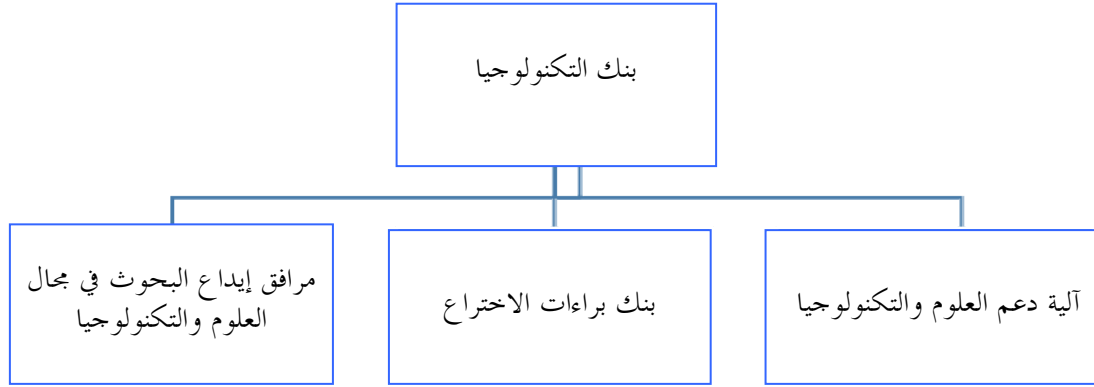 بنك التكنولوجيا
آلية دعم العلوم والتكنولوجيا
بنك براءات الاختراع
مرافق إيداع البحوث في مجال
العلوم والتكنولوجيا